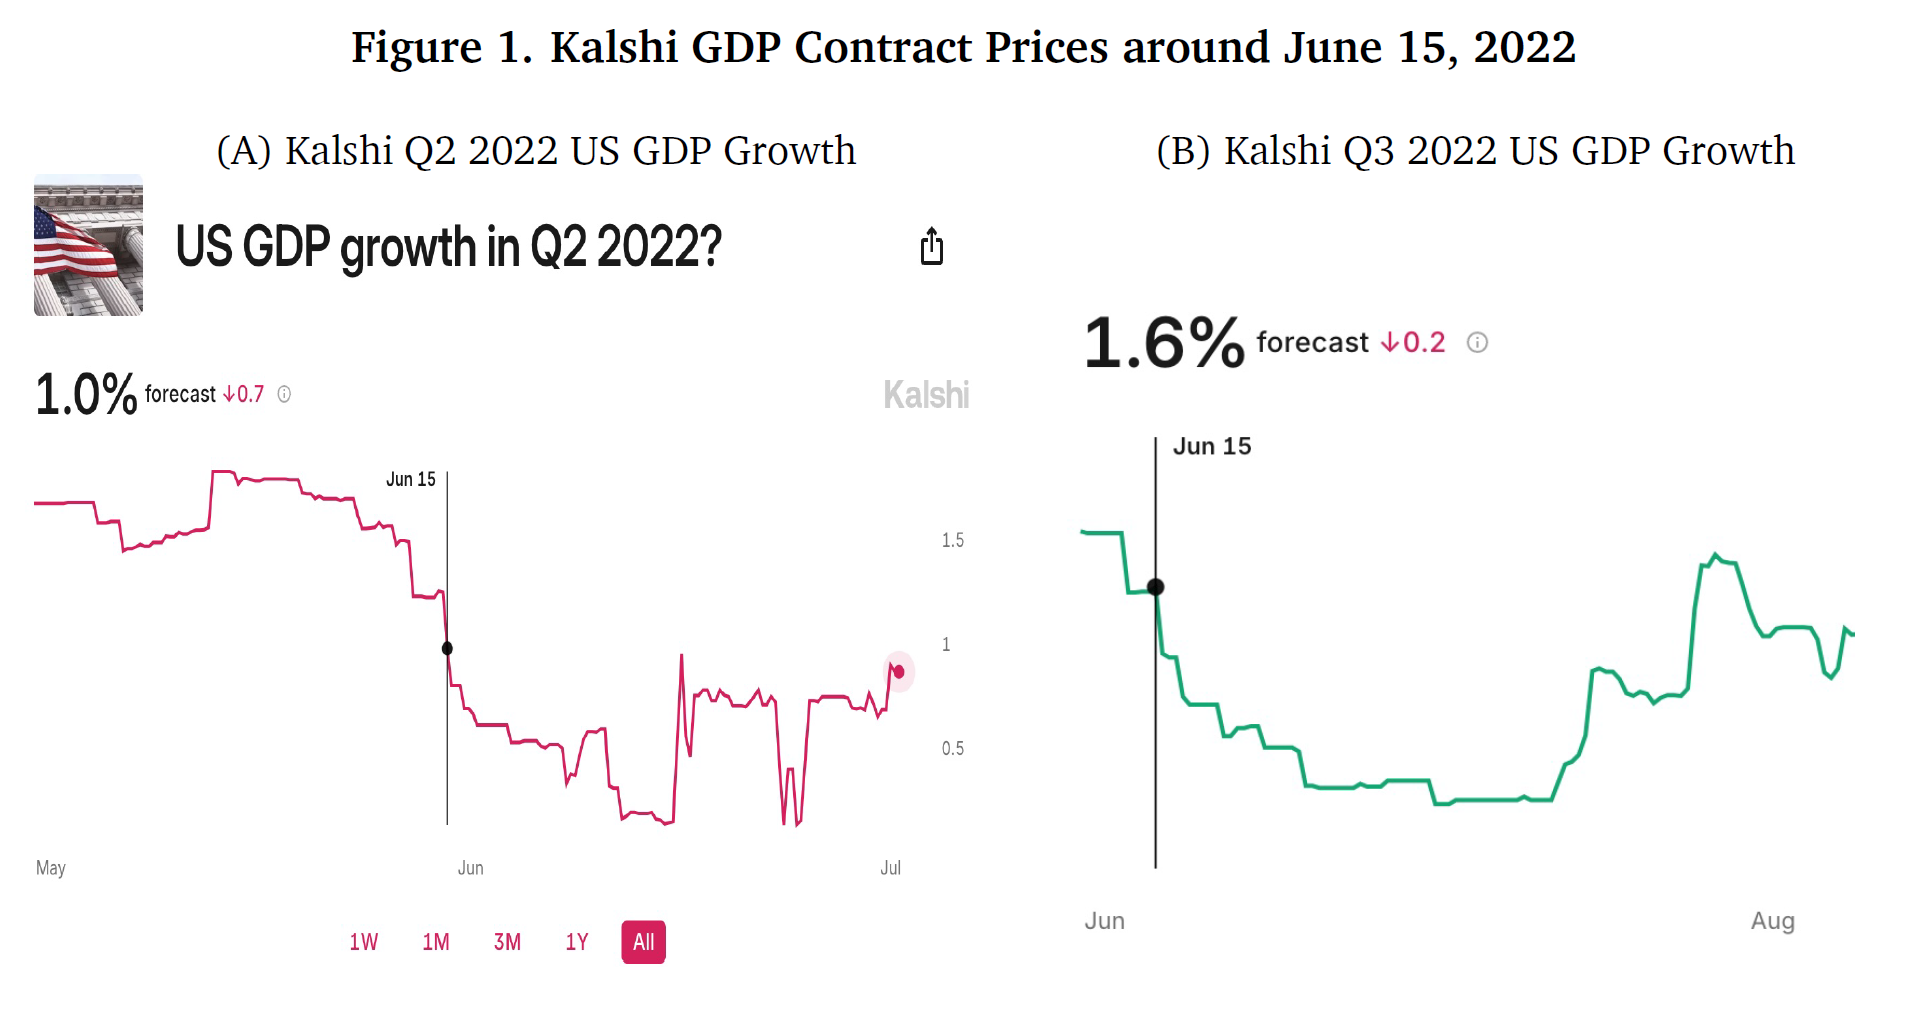 Figure 1. Kalshi GDP Contract Prices around June 15, 2022
(A) Kalshi Q2 2022 US GDP Growth
US GDP growth in Q2 2022?
1.0% forecast ↓0.7
Kalshi
Jun 15
1.5
1
0.5
May Jun Jul
1W 1M 3M 1Y All
(B) Kalshi Q3 2022 US GDP Growth
1.6% forecast ↓0.2
Jun 15
Jun Aug